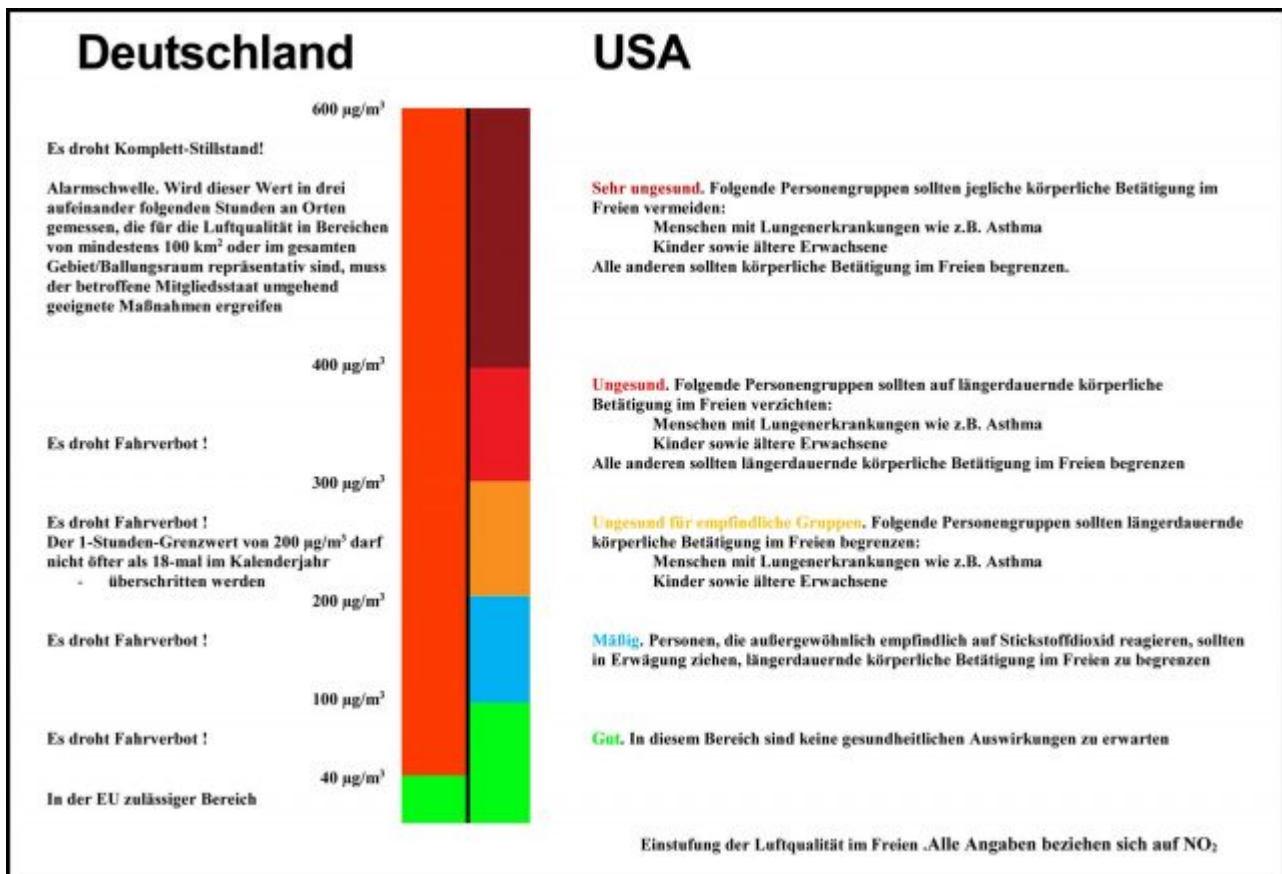 Deutschland
USA
600 µg/m³
Es droht Komplett-Stillstand!
Alarmschwelle. Wird dieser Wert in drei
aufeinander folgenden Stunden an Orten
gemessen, die für die Luftqualität in Bereichen
von mindestens 100 km² oder im gesamten
Gebiet/Ballungsraum repräsentativ sind, muss
der betroffene Mitgliedsstaat umgehend
geeignete Maßnahmen ergreifen
Sehr ungesund. Folgende Personengruppen sollten jegliche körperliche Betätigung im
Freien vermeiden:
Menschen mit Lungenerkrankungen wie z.B. Asthma
Kinder sowie ältere Erwachsene
Alle anderen sollten körperliche Betätigung im Freien begrenzen.
400 µg/m³
Es droht Fahrverbot !
Ungesund. Folgende Personengruppen sollten auf längerdauernde körperliche
Betätigung im Freien verzichten:
Menschen mit Lungenerkrankungen wie z.B. Asthma
Kinder sowie ältere Erwachsene
Alle anderen sollten längerdauernde körperliche Betätigung im Freien begrenzen
300 µg/m³
Es droht Fahrverbot !
Der 1-Stunden-Grenzwert von 200 µg/m³ darf
nicht öfter als 18-mal im Kalenderjahr
- überschritten werden
Ungesund für empfindliche Gruppen. Folgende Personengruppen sollten längerdauernde
körperliche Betätigung im Freien begrenzen:
Menschen mit Lungenerkrankungen wie z.B. Asthma
Kinder sowie ältere Erwachsene
200 µg/m³
Es droht Fahrverbot !
Mäßig. Personen, die außergewöhnlich empfindlich auf Stickstoffdioxid reagieren, sollten
in Erwägung ziehen, längerdauernde körperliche Betätigung im Freien zu begrenzen
100 µg/m³
Es droht Fahrverbot !
Gut. In diesem Bereich sind keine gesundheitlichen Auswirkungen zu erwarten
40 µg/m³
In der EU zulässiger Bereich
Einstufung der Luftqualität im Freien .Alle Angaben beziehen sich auf NO₂